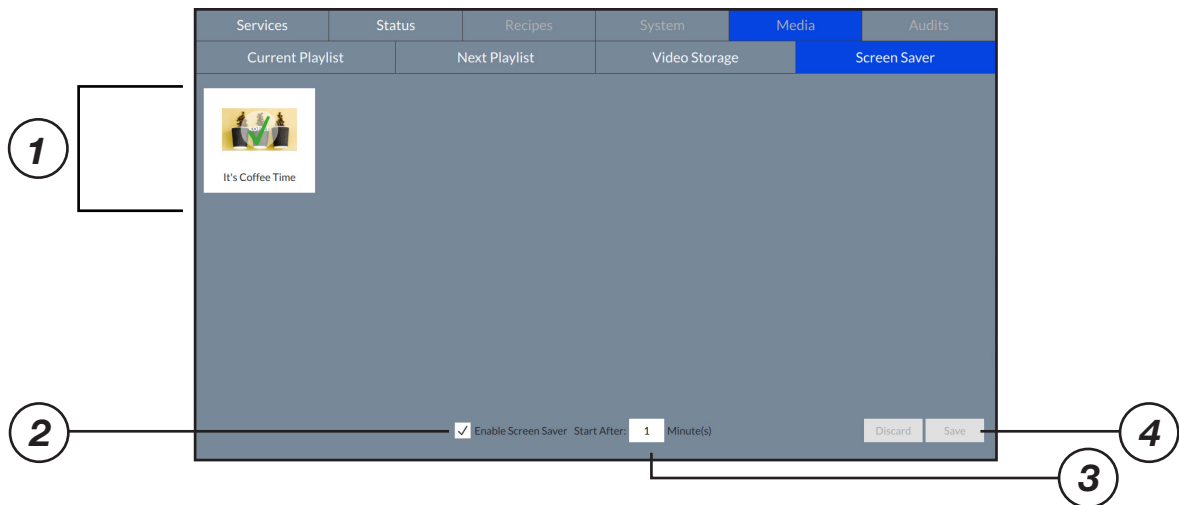 Services Status Recipes System Media Audits
Current Playlist Next Playlist Video Storage Screen Saver
1
It's Coffee Time
2
Enable Screen Saver Start After: 1 Minute(s)
Discard Save
4
3